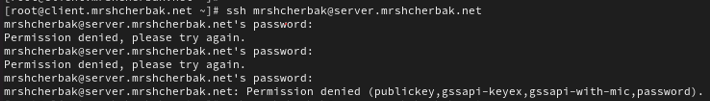 [root@client.mrshcherbak.net ~]# ssh mrshcherbak@server.mrshcherbak.net
mrshcherbak@server.mrshcherbak.net's password:
Permission denied, please try again.
mrshcherbak@server.mrshcherbak.net's password:
Permission denied, please try again.
mrshcherbak@server.mrshcherbak.net's password:
mrshcherbak@server.mrshcherbak.net: Permission denied (publickey,gssapi-keyex,gssapi-with-mic,password).